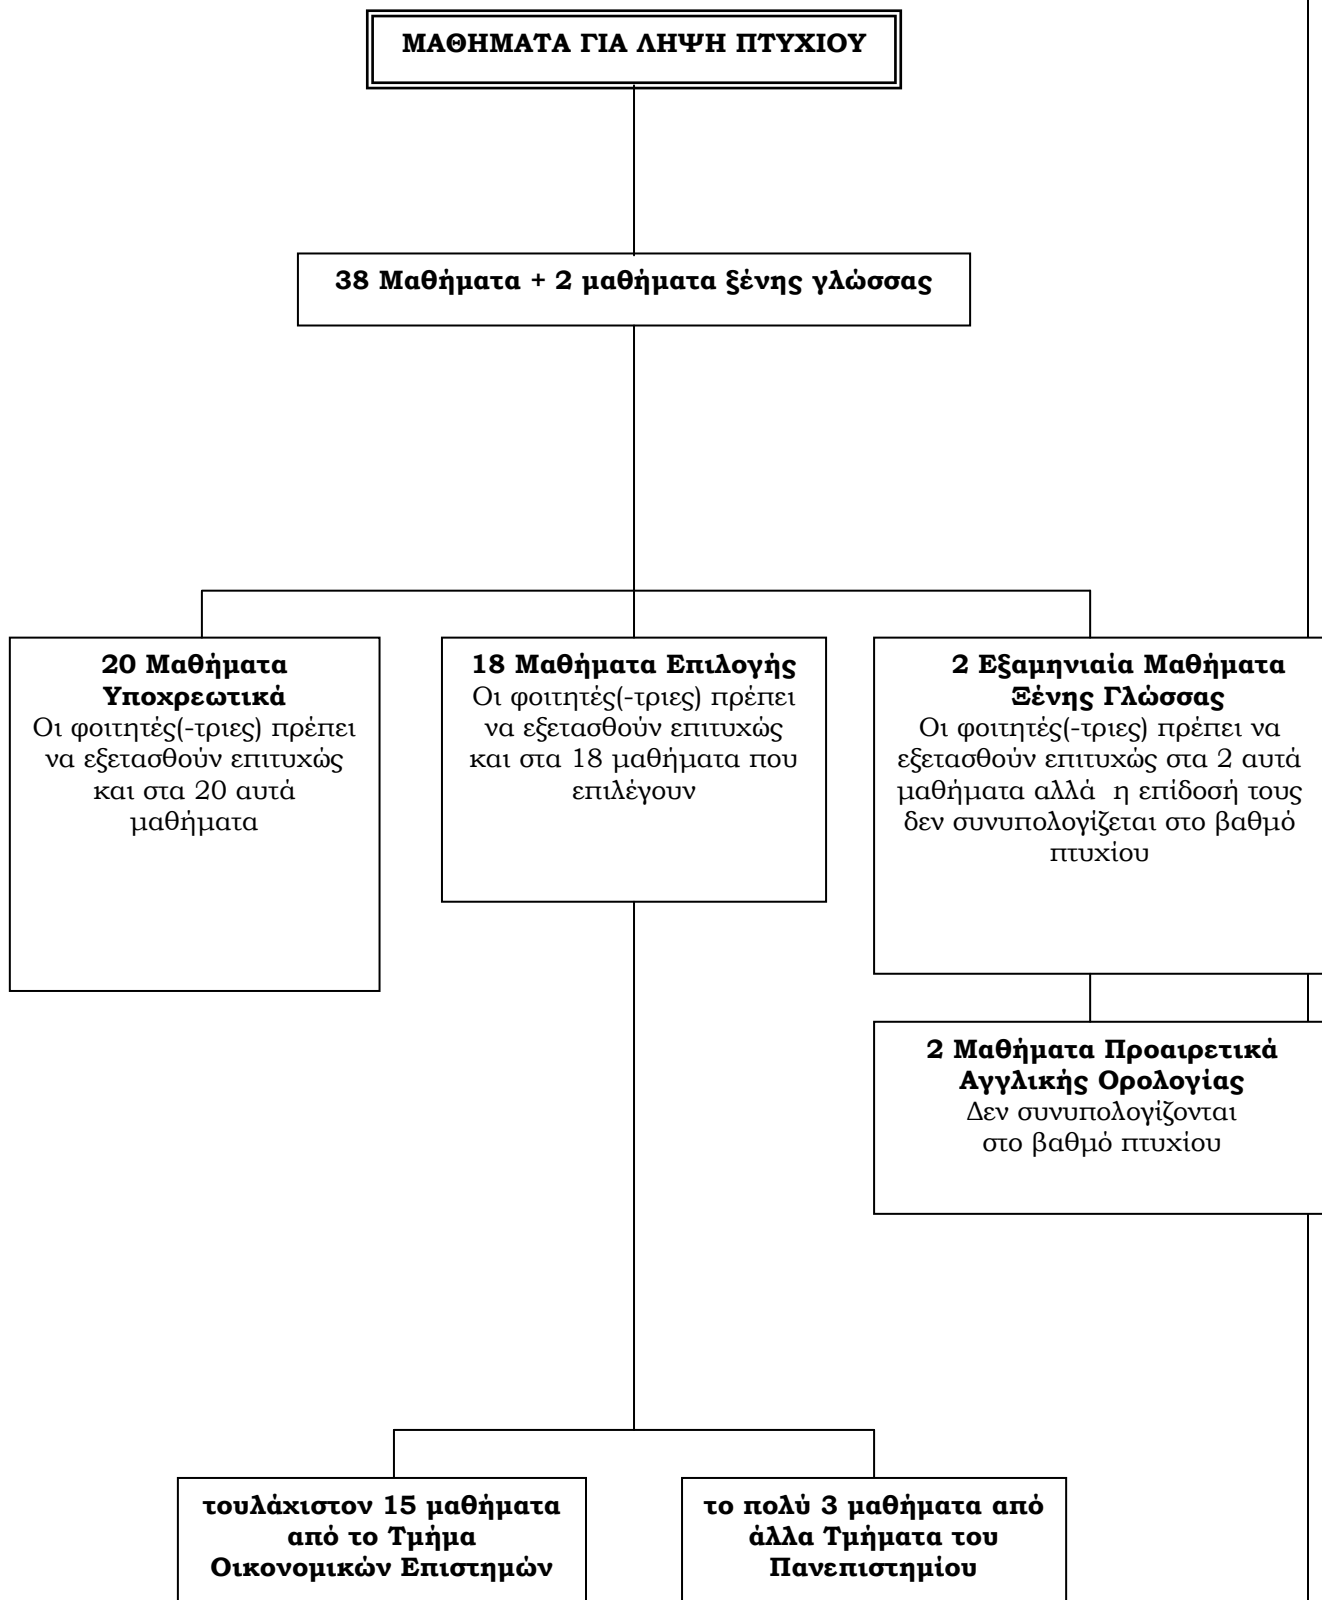 ΜΑΘΗΜΑΤΑ ΓΙΑ ΛΗΨΗ ΠΤΥΧΙΟΥ
38 Μαθήματα + 2 μαθήματα ξένης γλώσσας
20 Μαθήματα
Υποχρεωτικά
Οι φοιτητές(-τριες) πρέπει
να εξετασθούν επιτυχώς
και στα 20 αυτά
μαθήματα
18 Μαθήματα Επιλογής
Οι φοιτητές(-τριες) πρέπει
να εξετασθούν επιτυχώς
και στα 18 μαθήματα που
επιλέγουν
2 Εξαμηνιαία Μαθήματα
Ξένης Γλώσσας
Οι φοιτητές(-τριες) πρέπει να
εξετασθούν επιτυχώς στα 2 αυτά
μαθήματα αλλά  η επίδοσή τους
δεν συνυπολογίζεται στο βαθμό
πτυχίου
2 Μαθήματα Προαιρετικά
Αγγλικής Ορολογίας
Δεν συνυπολογίζονται
στο βαθμό πτυχίου
τουλάχιστον 15 μαθήματα
από το Τμήμα
Οικονομικών Επιστημών
το πολύ 3 μαθήματα από
άλλα Τμήματα του
Πανεπιστημίου